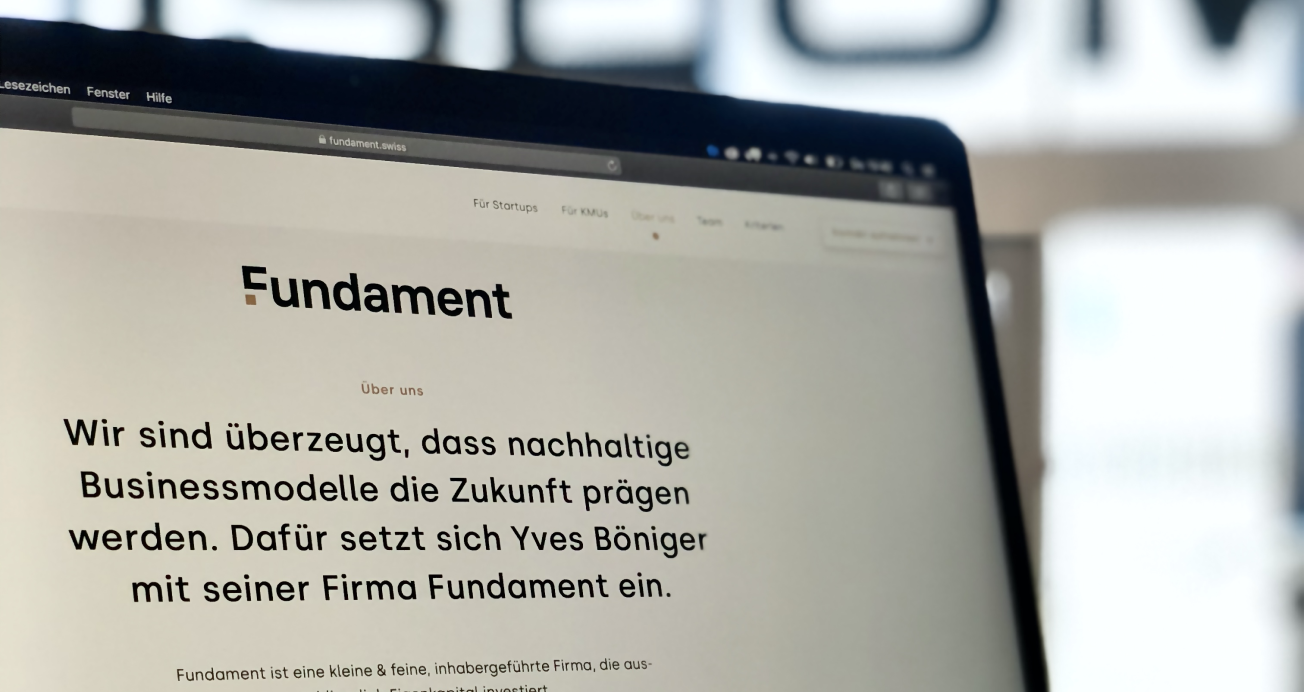 Lesezeichen Fenster Hilfe
fundament.swiss
Für Startups Für KMUs Über uns Team Kriterien
Fundament
Über uns
Wir sind überzeugt, dass nachhaltige
Businessmodelle die Zukunft prägen
werden. Dafür setzt sich Yves Böniger
mit seiner Firma Fundament ein.
Fundament ist eine kleine & feine, inhabergeführte Firma, die aus-
Eigenkapital investiert